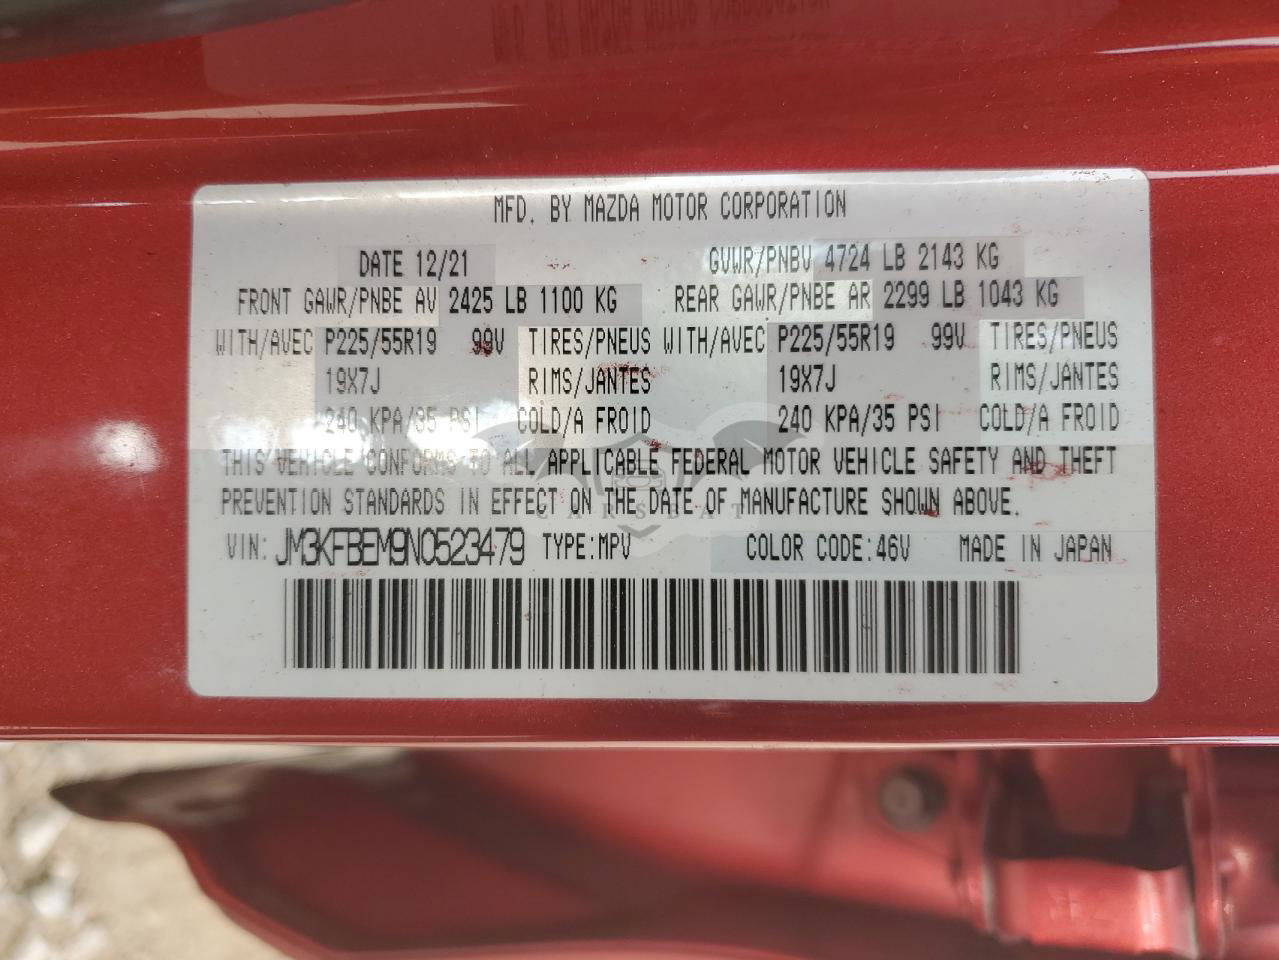 MFD. BY MAZDA MOTOR CORPORATION
DATE 12/21 GVWR/PNBV 4724 LB 2143 KG
FRONT GAWR/PNBE AV 2425 LB 1100 KG REAR GAWR/PNBE AR 2299 LB 1043 KG
WITH/AVEC P225/55R19 99V TIRES/PNEUS WITH/AVEC P225/55R19 99V TIRES/PNEUS
19X7J RIMS/JANTES 19X7J RIMS/JANTES
240 KPA/35 PSI COLD/A FROID 240 KPA/35 PSI COLD/A FROID
THIS VEHICLE CONFORMS TO ALL APPLICABLE FEDERAL MOTOR VEHICLE SAFETY AND THEFT
PREVENTION STANDARDS IN EFFECT ON THE DATE OF MANUFACTURE SHOWN ABOVE.
CARSBAT
VIN: JM3KFBEM9N0523479 TYPE:MPV COLOR CODE:46V MADE IN JAPAN